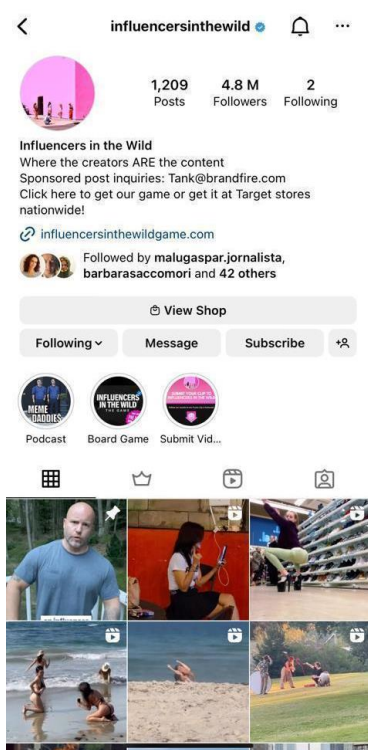 influencersinthewild
1,209
Posts
4.8 M
Followers
2
Following
Influencers in the Wild
Where the creators ARE the content
Sponsored post inquiries: Tank@brandfire.com
Click here to get our game or get it at Target stores
nationwide!
influencersinthewildgame.com
Followed by malugaspar.jornalista,
barbarasaccomori and 42 others
View Shop
Following
Message
Subscribe
MEME
DADDIES
INFLUENCERS
IN THE WILD
THE GAME
Podcast
Board Game
Submit Vid...